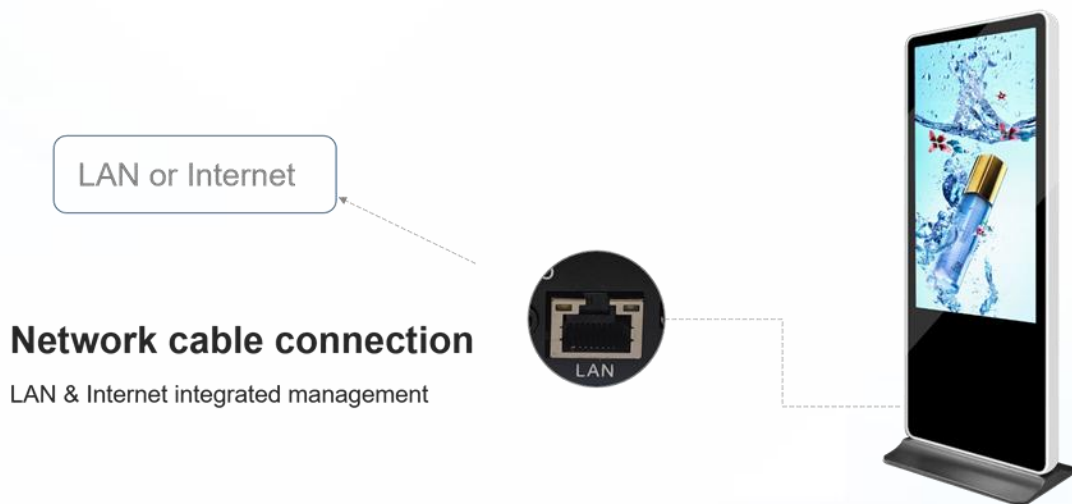 LAN or Internet
Network cable connection
LAN & Internet integrated management
LAN